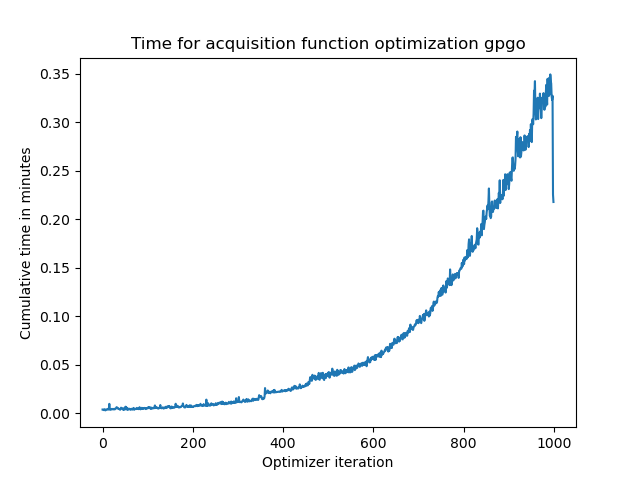 Time for acquisition function optimization gpgo
0.35
0.30
0.25
0.20
0.15
0.10
0.05
0.00
Cumulative time in minutes
0 200 400 600 800 1000
Optimizer iteration